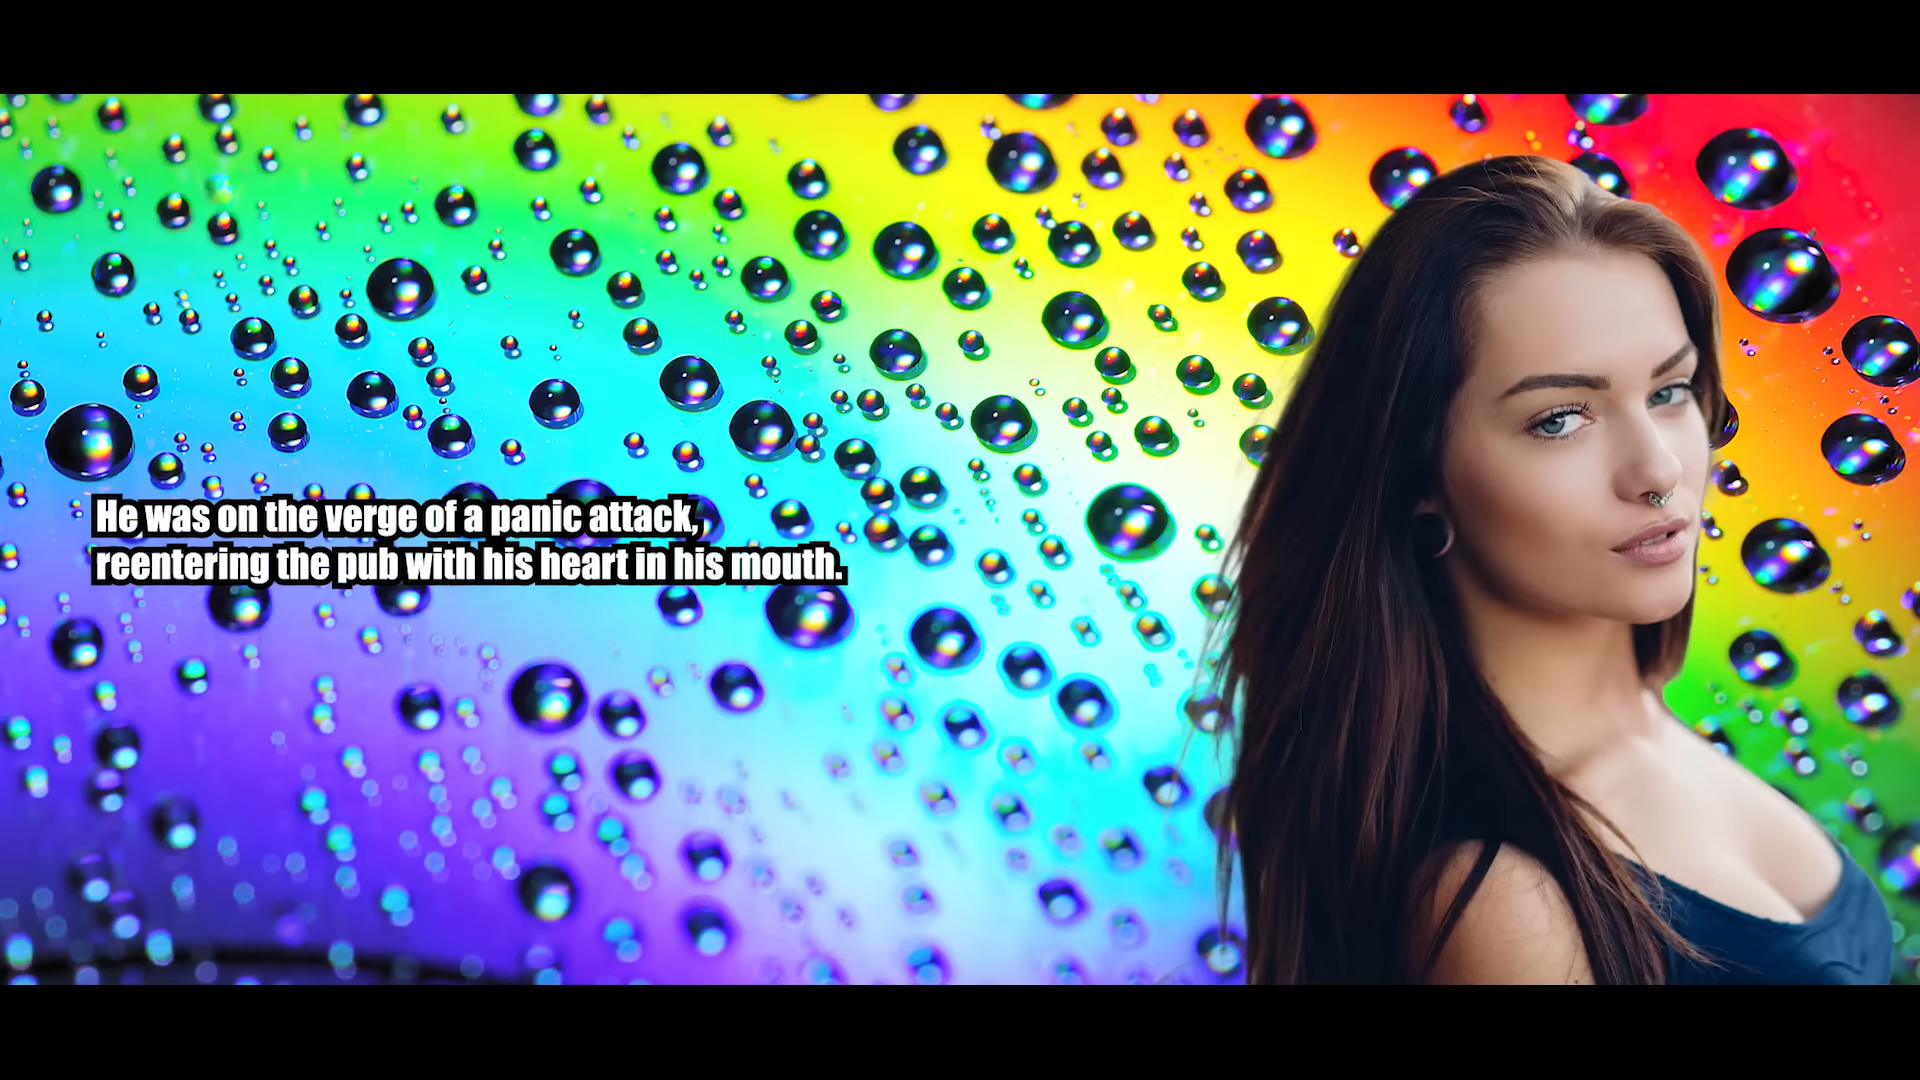 He was on the verge of a panic attack,
reentering the pub with his heart in his mouth.